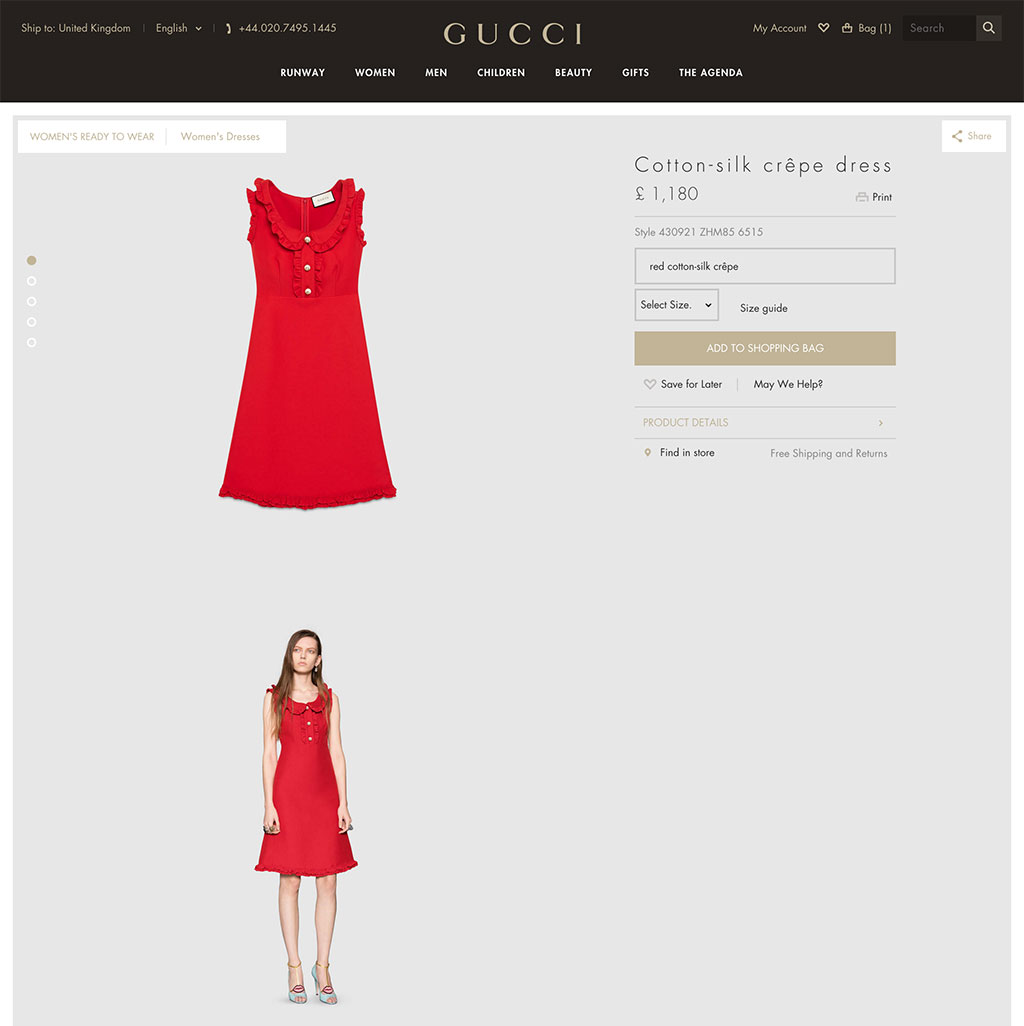 Ship to: United Kingdom
English
+44.020.7495.1445
GUCCI
My Account
Bag (1)
Search
RUNWAY WOMEN MEN CHILDREN BEAUTY GIFTS THE AGENDA
WOMEN'S READY TO WEAR
Women's Dresses
Share
Cotton-silk crêpe dress
£ 1,180
Print
Style 430921 ZHM85 6515
red cotton-silk crêpe
Select Size.
Size guide
ADD TO SHOPPING BAG
Save for Later
May We Help?
PRODUCT DETAILS
Find in store
Free Shipping and Returns